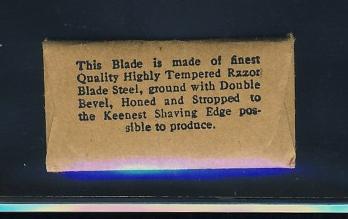 This Blade is made of finest
Quality Highly Tempered Razor
Blade Steel, ground with Double
Bevel, Honed and Stropped to
the Keenest Shaving Edge pos-
sible to produce.